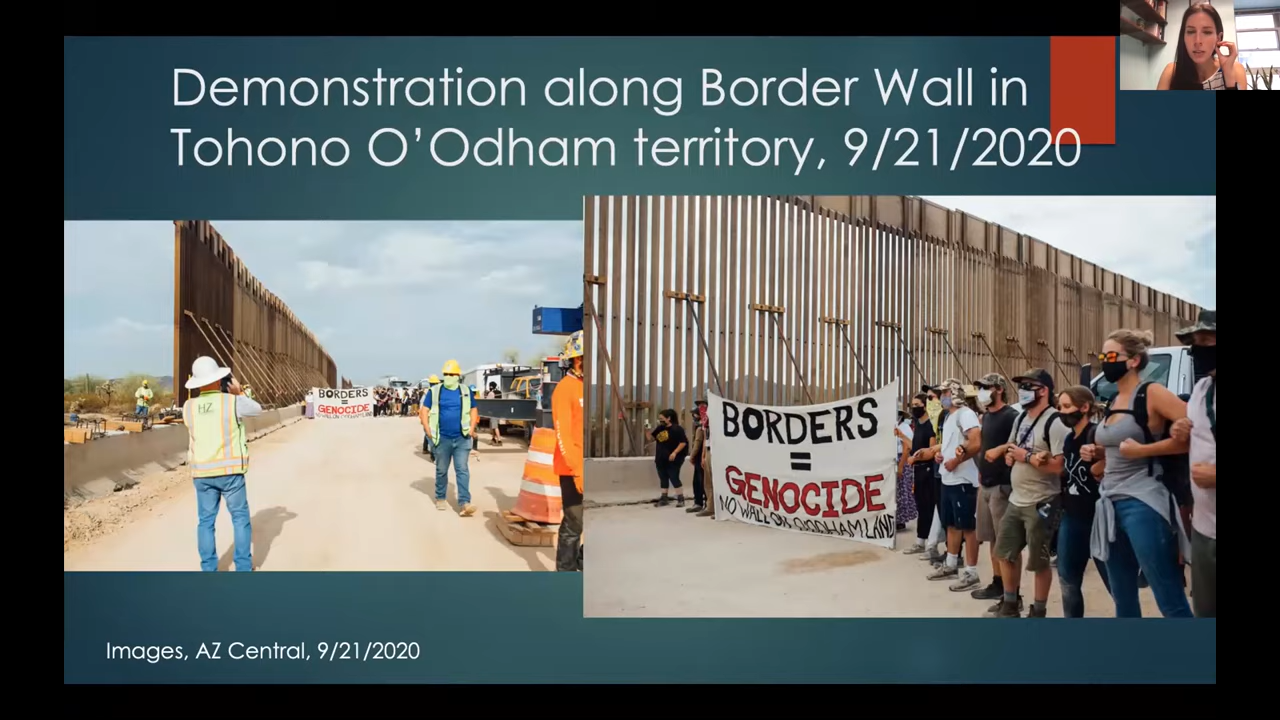 Demonstration along Border Wall in
Tohono O’Odham territory, 9/21/2020
HZ
BORDERS
=
GENOCIDE
BORDERS
=
GENOCIDE
NO WALL ON O'ODHAM LAND
Images, AZ Central, 9/21/2020